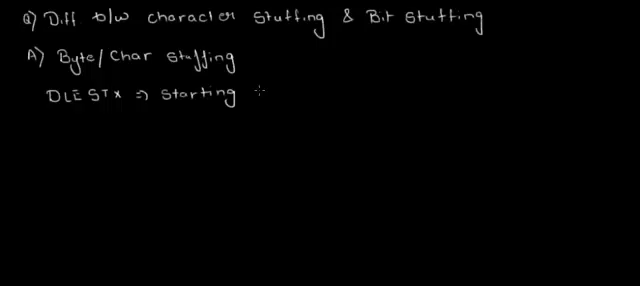 Q) Diff b/w character stuffing & Bit stuffing
A) Byte/Char stuffing
DLE STX => Starting